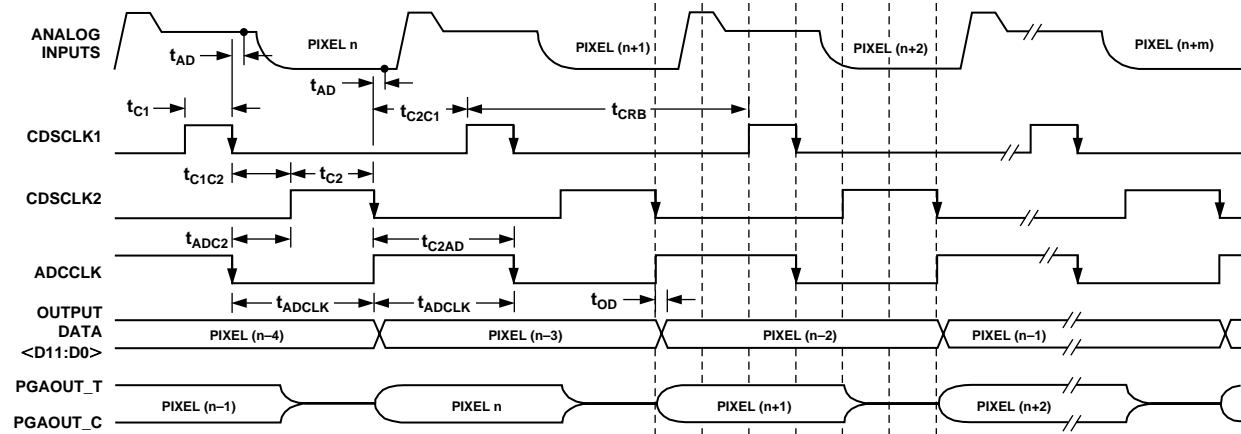 ANALOG
INPUTS
PIXEL n
PIXEL (n+1)
PIXEL (n+2)
PIXEL (n+m)
tAD
tAD
tC1
tC2C1
tCRB
CDSCLK1
tC1C2
tC2
CDSCLK2
tADC2
tC2AD
ADCCLK
tADCLK
tADCLK
tOD
OUTPUT
DATA
<D11:D0>
PIXEL (n–4)
PIXEL (n–3)
PIXEL (n–2)
PIXEL (n–1)
PGAOUT_T
PGAOUT_C
PIXEL (n–1)
PIXEL n
PIXEL (n+1)
PIXEL (n+2)